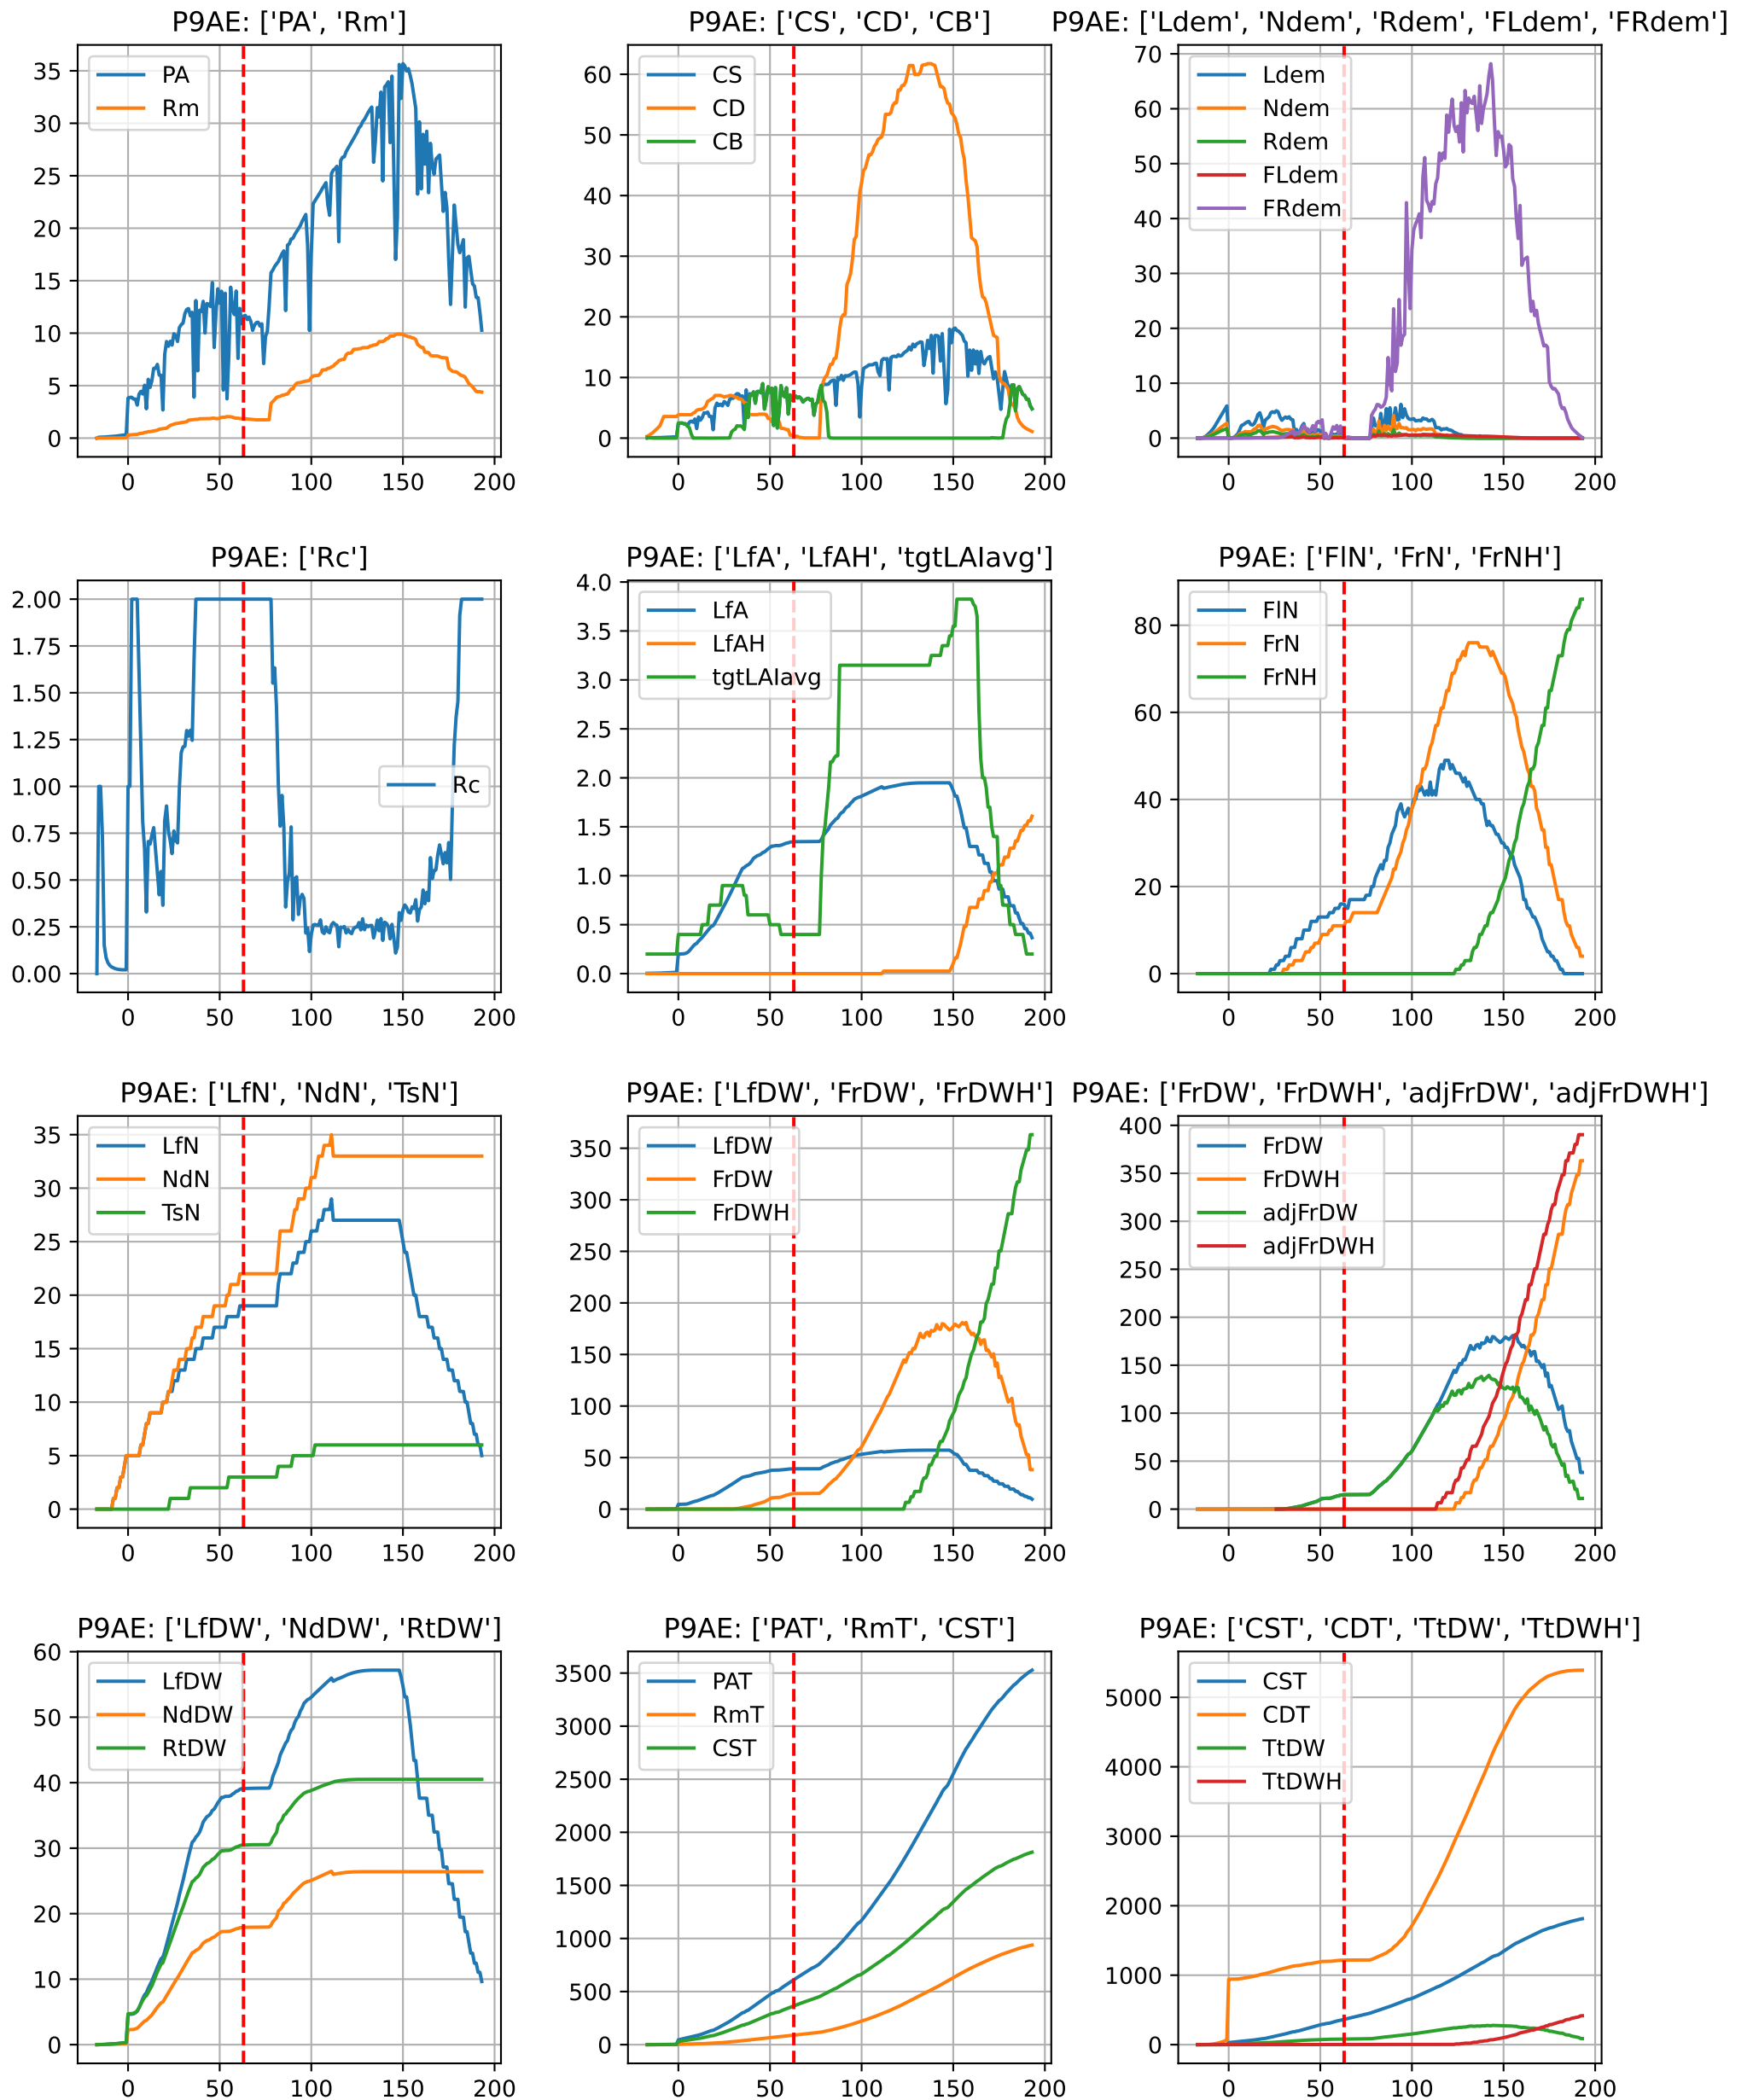 P9AE: ['PA', 'Rm']
PA
Rm
35
30
25
20
15
10
5
0
0 50 100 150 200
P9AE: ['CS', 'CD', 'CB']
CS
CD
CB
60
50
40
30
20
10
0
0 50 100 150 200
P9AE: ['Ldem', 'Ndem', 'Rdem', 'FLdem', 'FRdem']
Ldem
Ndem
Rdem
FLdem
FRdem
70
60
50
40
30
20
10
0
0 50 100 150 200
P9AE: ['Rc']
Rc
2.00
1.75
1.50
1.25
1.00
0.75
0.50
0.25
0.00
0 50 100 150 200
P9AE: ['LfA', 'LfAH', 'tgtLAIavg']
LfA
LfAH
tgtLAIavg
4.0
3.5
3.0
2.5
2.0
1.5
1.0
0.5
0.0
0 50 100 150 200
P9AE: ['FlN', 'FrN', 'FrNH']
FlN
FrN
FrNH
80
60
40
20
0
0 50 100 150 200
P9AE: ['LfN', 'NdN', 'TsN']
LfN
NdN
TsN
35
30
25
20
15
10
5
0
0 50 100 150 200
P9AE: ['LfDW', 'FrDW', 'FrDWH']
LfDW
FrDW
FrDWH
350
300
250
200
150
100
50
0
0 50 100 150 200
P9AE: ['FrDW', 'FrDWH', 'adjFrDW', 'adjFrDWH']
FrDW
FrDWH
adjFrDW
adjFrDWH
400
350
300
250
200
150
100
50
0
0 50 100 150 200
P9AE: ['LfDW', 'NdDW', 'RtDW']
LfDW
NdDW
RtDW
60
50
40
30
20
10
0
0 50 100 150 200
P9AE: ['PAT', 'RmT', 'CST']
PAT
RmT
CST
3500
3000
2500
2000
1500
1000
500
0
0 50 100 150 200
P9AE: ['CST', 'CDT', 'TtDW', 'TtDWH']
CST
CDT
TtDW
TtDWH
5000
4000
3000
2000
1000
0
0 50 100 150 200